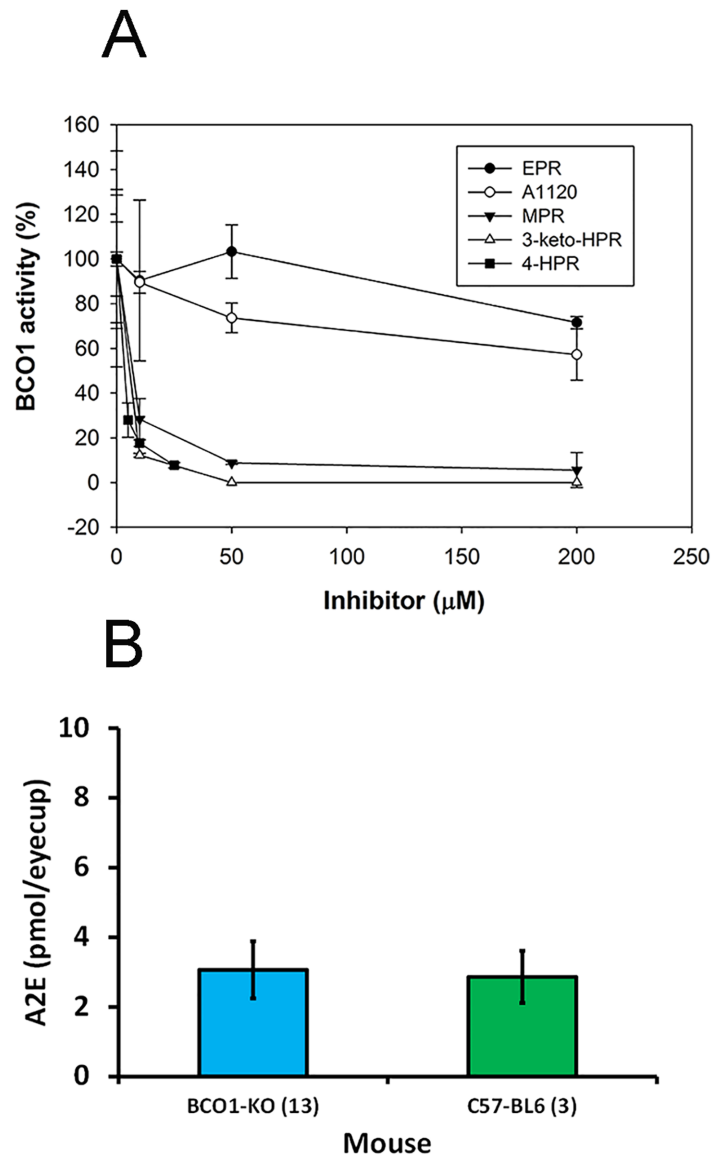 A
160
140
120
100
80
60
40
20
0
-20
BCO1 activity (%)
EPR
A1120
MPR
3-keto-HPR
4-HPR
0 50 100 150 200 250
Inhibitor (μM)
B
10
8
6
4
2
0
A2E (pmol/eyecup)
BCO1-KO (13) C57-BL6 (3)
Mouse